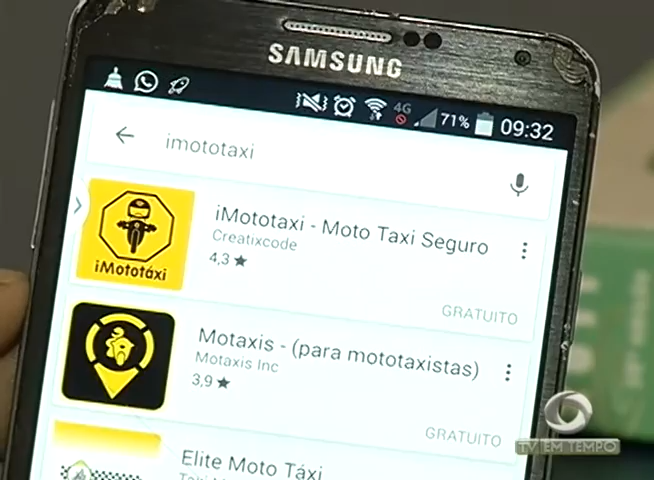 SAMSUNG
4G 71% 09:32
imototaxi
iMototaxi - Moto Taxi Seguro
Creatixcode
4,3 ★
iMototáxi
GRATUITO
Motaxis - (para mototaxistas)
Motaxis Inc
3,9 ★
GRATUITO
Elite Moto Táxi
TV EM TEMPO